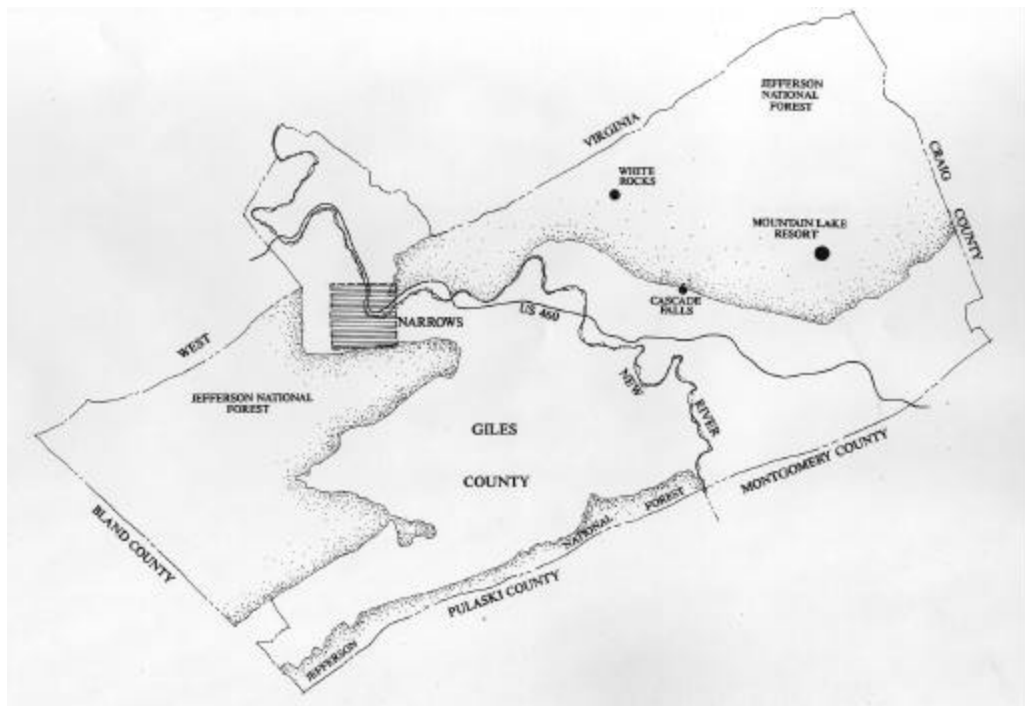 JEFFERSON
NATIONAL
FOREST
VIRGINIA
CRAIG
COUNTY
WHITE
ROCKS
MOUNTAIN LAKE
RESORT
CASCADE
FALLS
US 460
NARROWS
WEST
NEW
RIVER
JEFFERSON NATIONAL
FOREST
GILES
COUNTY
MONTGOMERY COUNTY
BLAND COUNTY
JEFFERSON
NATIONAL
FOREST
PULASKI COUNTY